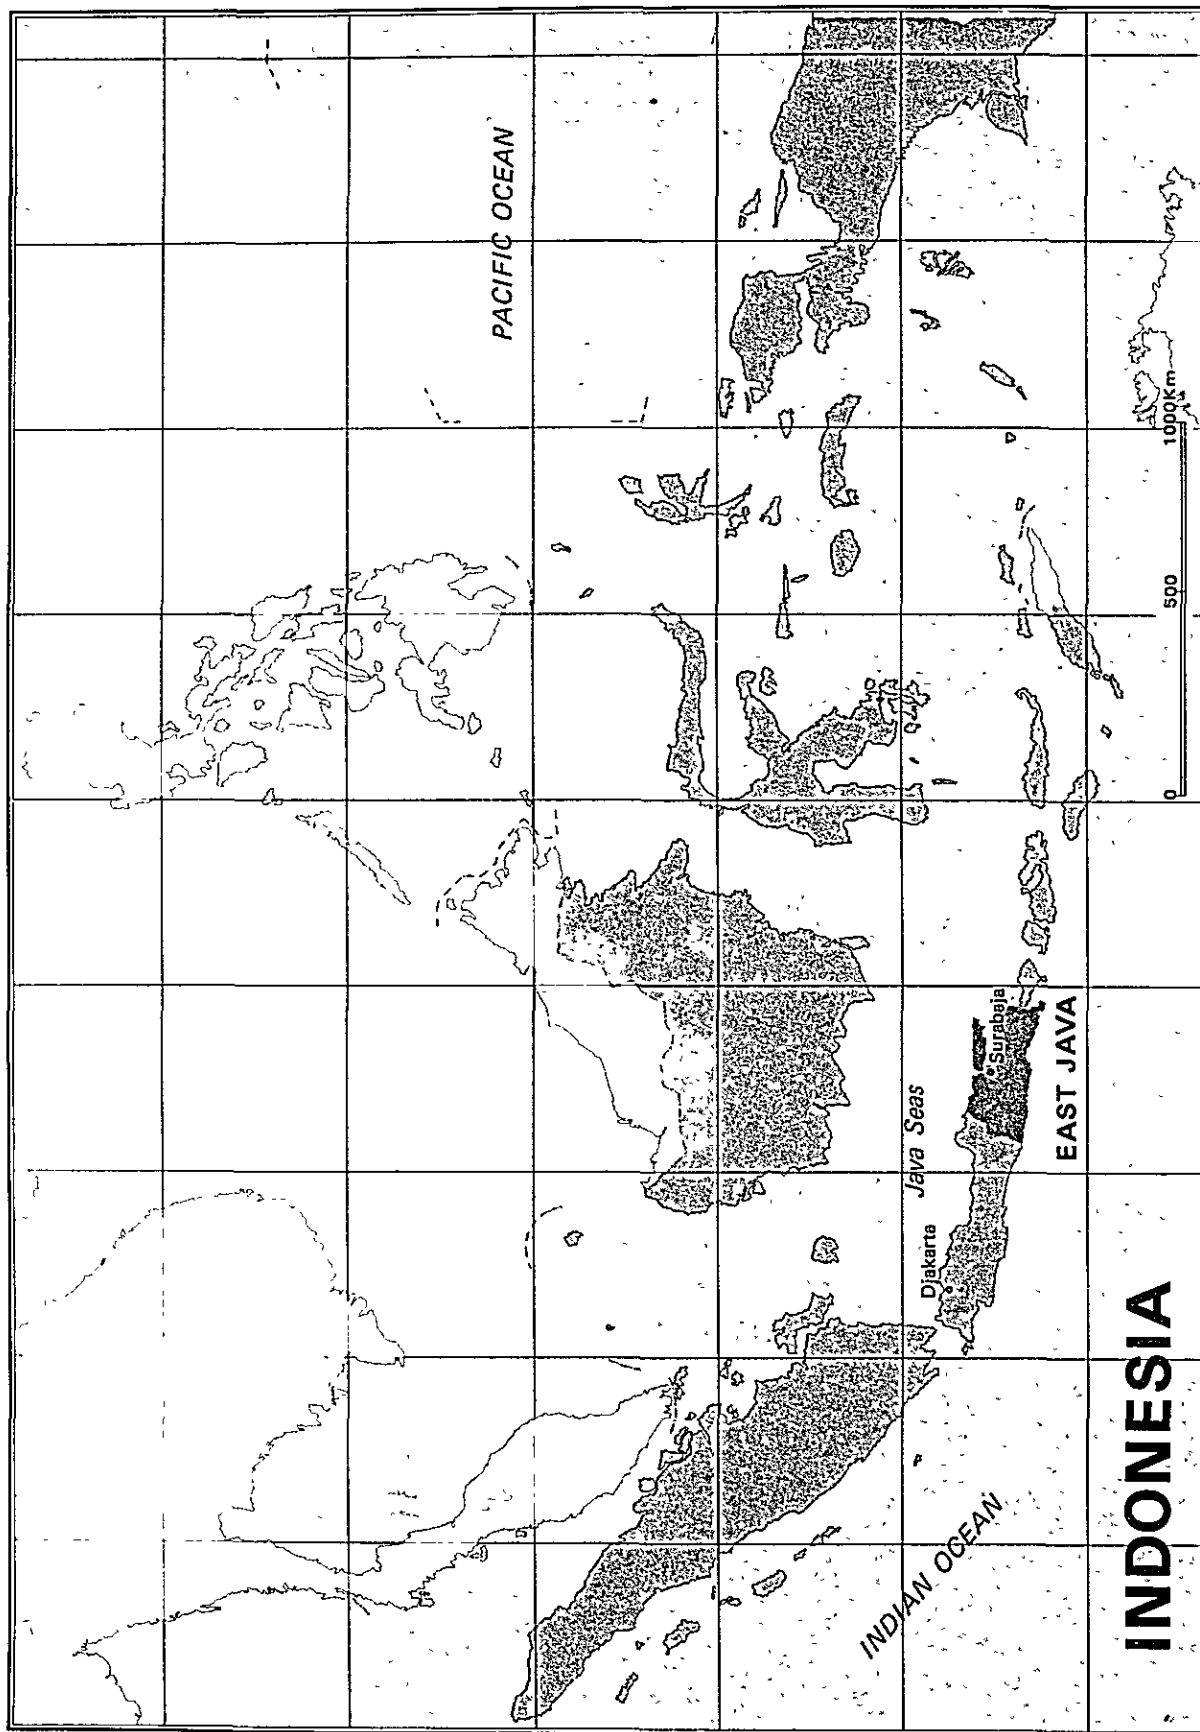 PACIFIC OCEAN
Java Seas
Djakarta
Surabaja
EAST JAVA
INDIAN OCEAN
0 500 1000Km
INDONESIA